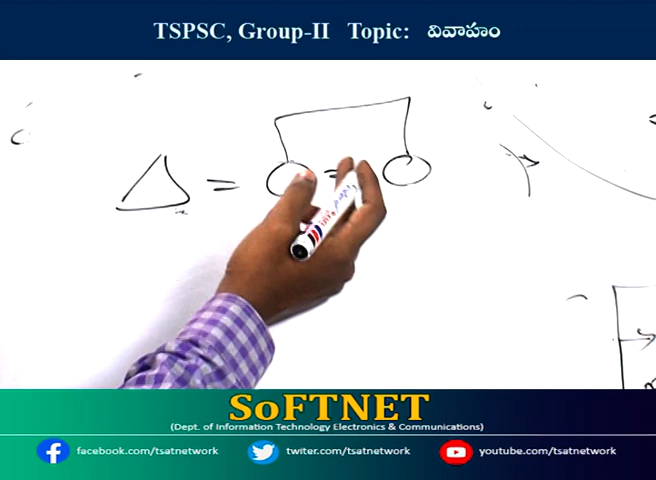 TSPSC, Group-II Topic: వివాహం
SoFTNET
(Dept. of Information Technology Electronics & Communications)
facebook.com/tsatnetwork
twiter.com/tsatnetwork
youtube.com/tsatnetwork